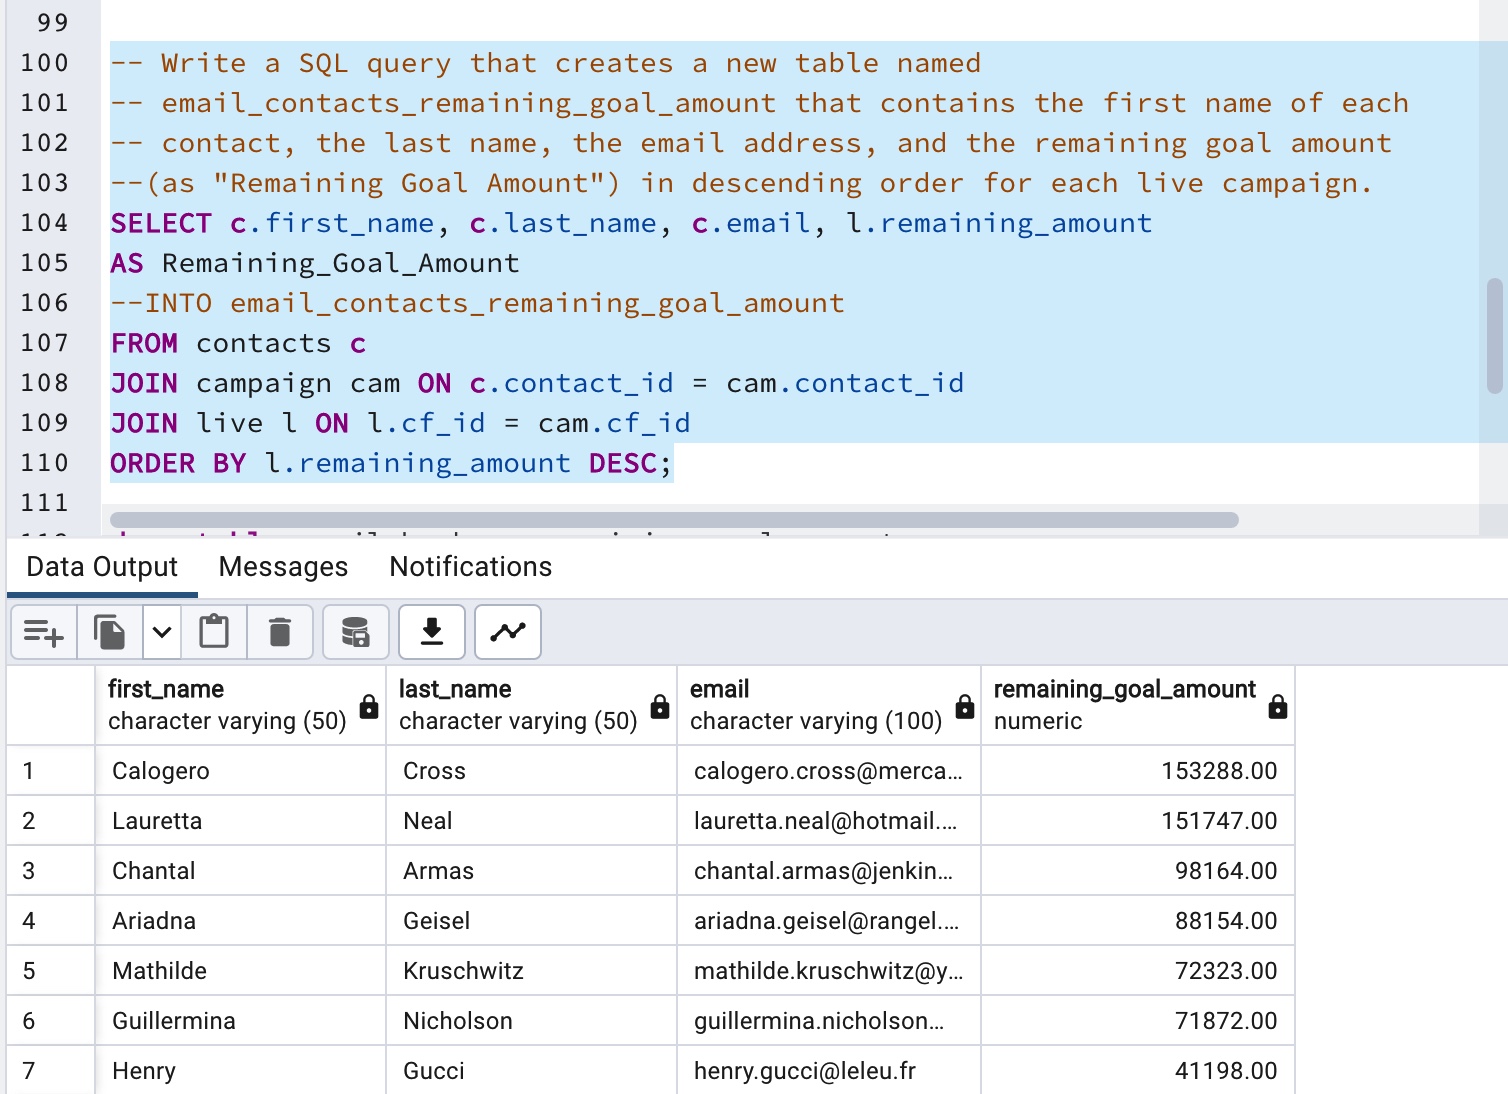 99
100 -- Write a SQL query that creates a new table named
101 -- email_contacts_remaining_goal_amount that contains the first name of each
102 -- contact, the last name, the email address, and the remaining goal amount
103 --(as "Remaining Goal Amount") in descending order for each live campaign.
104 SELECT c.first_name, c.last_name, c.email, l.remaining_amount
105 AS Remaining_Goal_Amount
106 --INTO email_contacts_remaining_goal_amount
107 FROM contacts c
108 JOIN campaign cam ON c.contact_id = cam.contact_id
109 JOIN live l ON l.cf_id = cam.cf_id
110 ORDER BY l.remaining_amount DESC;
111
Data Output Messages Notifications
first_name last_name email remaining_goal_amount
character varying (50) character varying (50) character varying (100) numeric
1 Calogero Cross calogero.cross@merca... 153288.00
2 Lauretta Neal lauretta.neal@hotmail.... 151747.00
3 Chantal Armas chantal.armas@jenkin... 98164.00
4 Ariadna Geisel ariadna.geisel@rangel.... 88154.00
5 Mathilde Kruschwitz mathilde.kruschwitz@y... 72323.00
6 Guillermina Nicholson guillermina.nicholson... 71872.00
7 Henry Gucci henry.gucci@leleu.fr 41198.00